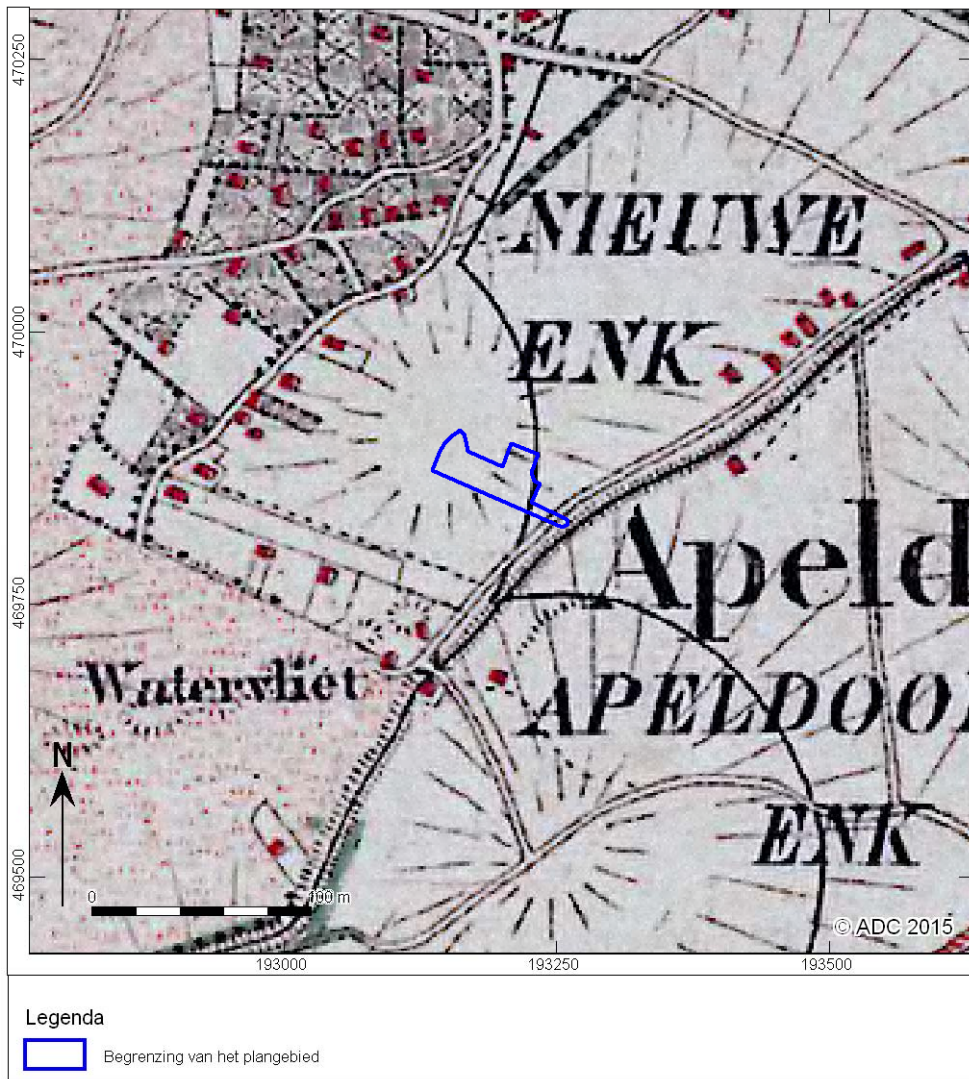 470250
NIEUWE
470000
ENK
Apeld
469750
Watervliet
APELDOO
N
ENK
469500
0 100 m
© ADC 2015
193000 193250 193500
Legenda
Begrenzing van het plangebied